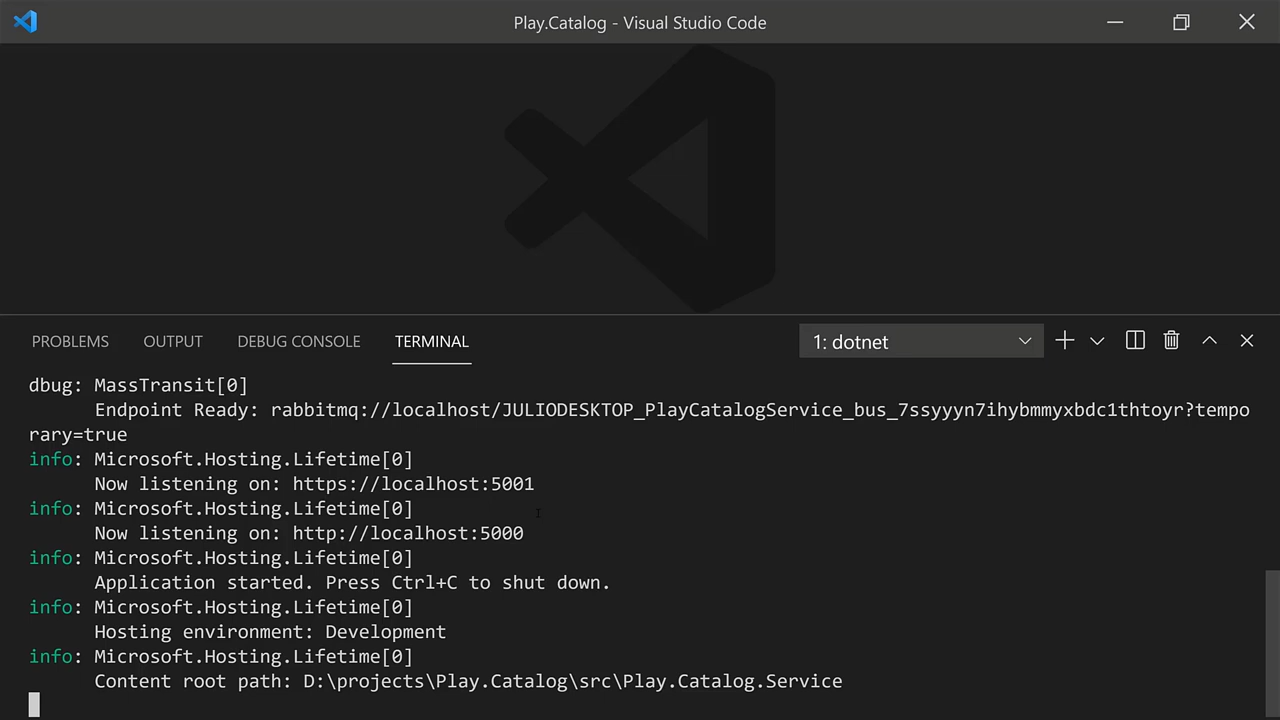 Play.Catalog - Visual Studio Code
PROBLEMS OUTPUT DEBUG CONSOLE TERMINAL 1: dotnet
dbug: MassTransit[0]
Endpoint Ready: rabbitmq://localhost/JULIODESKTOP_PlayCatalogService_bus_7ssyyyn7ihybmmyxbdc1thtoyr?tempo
rary=true
info: Microsoft.Hosting.Lifetime[0]
Now listening on: https://localhost:5001
info: Microsoft.Hosting.Lifetime[0]
Now listening on: http://localhost:5000
info: Microsoft.Hosting.Lifetime[0]
Application started. Press Ctrl+C to shut down.
info: Microsoft.Hosting.Lifetime[0]
Hosting environment: Development
info: Microsoft.Hosting.Lifetime[0]
Content root path: D:\projects\Play.Catalog\src\Play.Catalog.Service